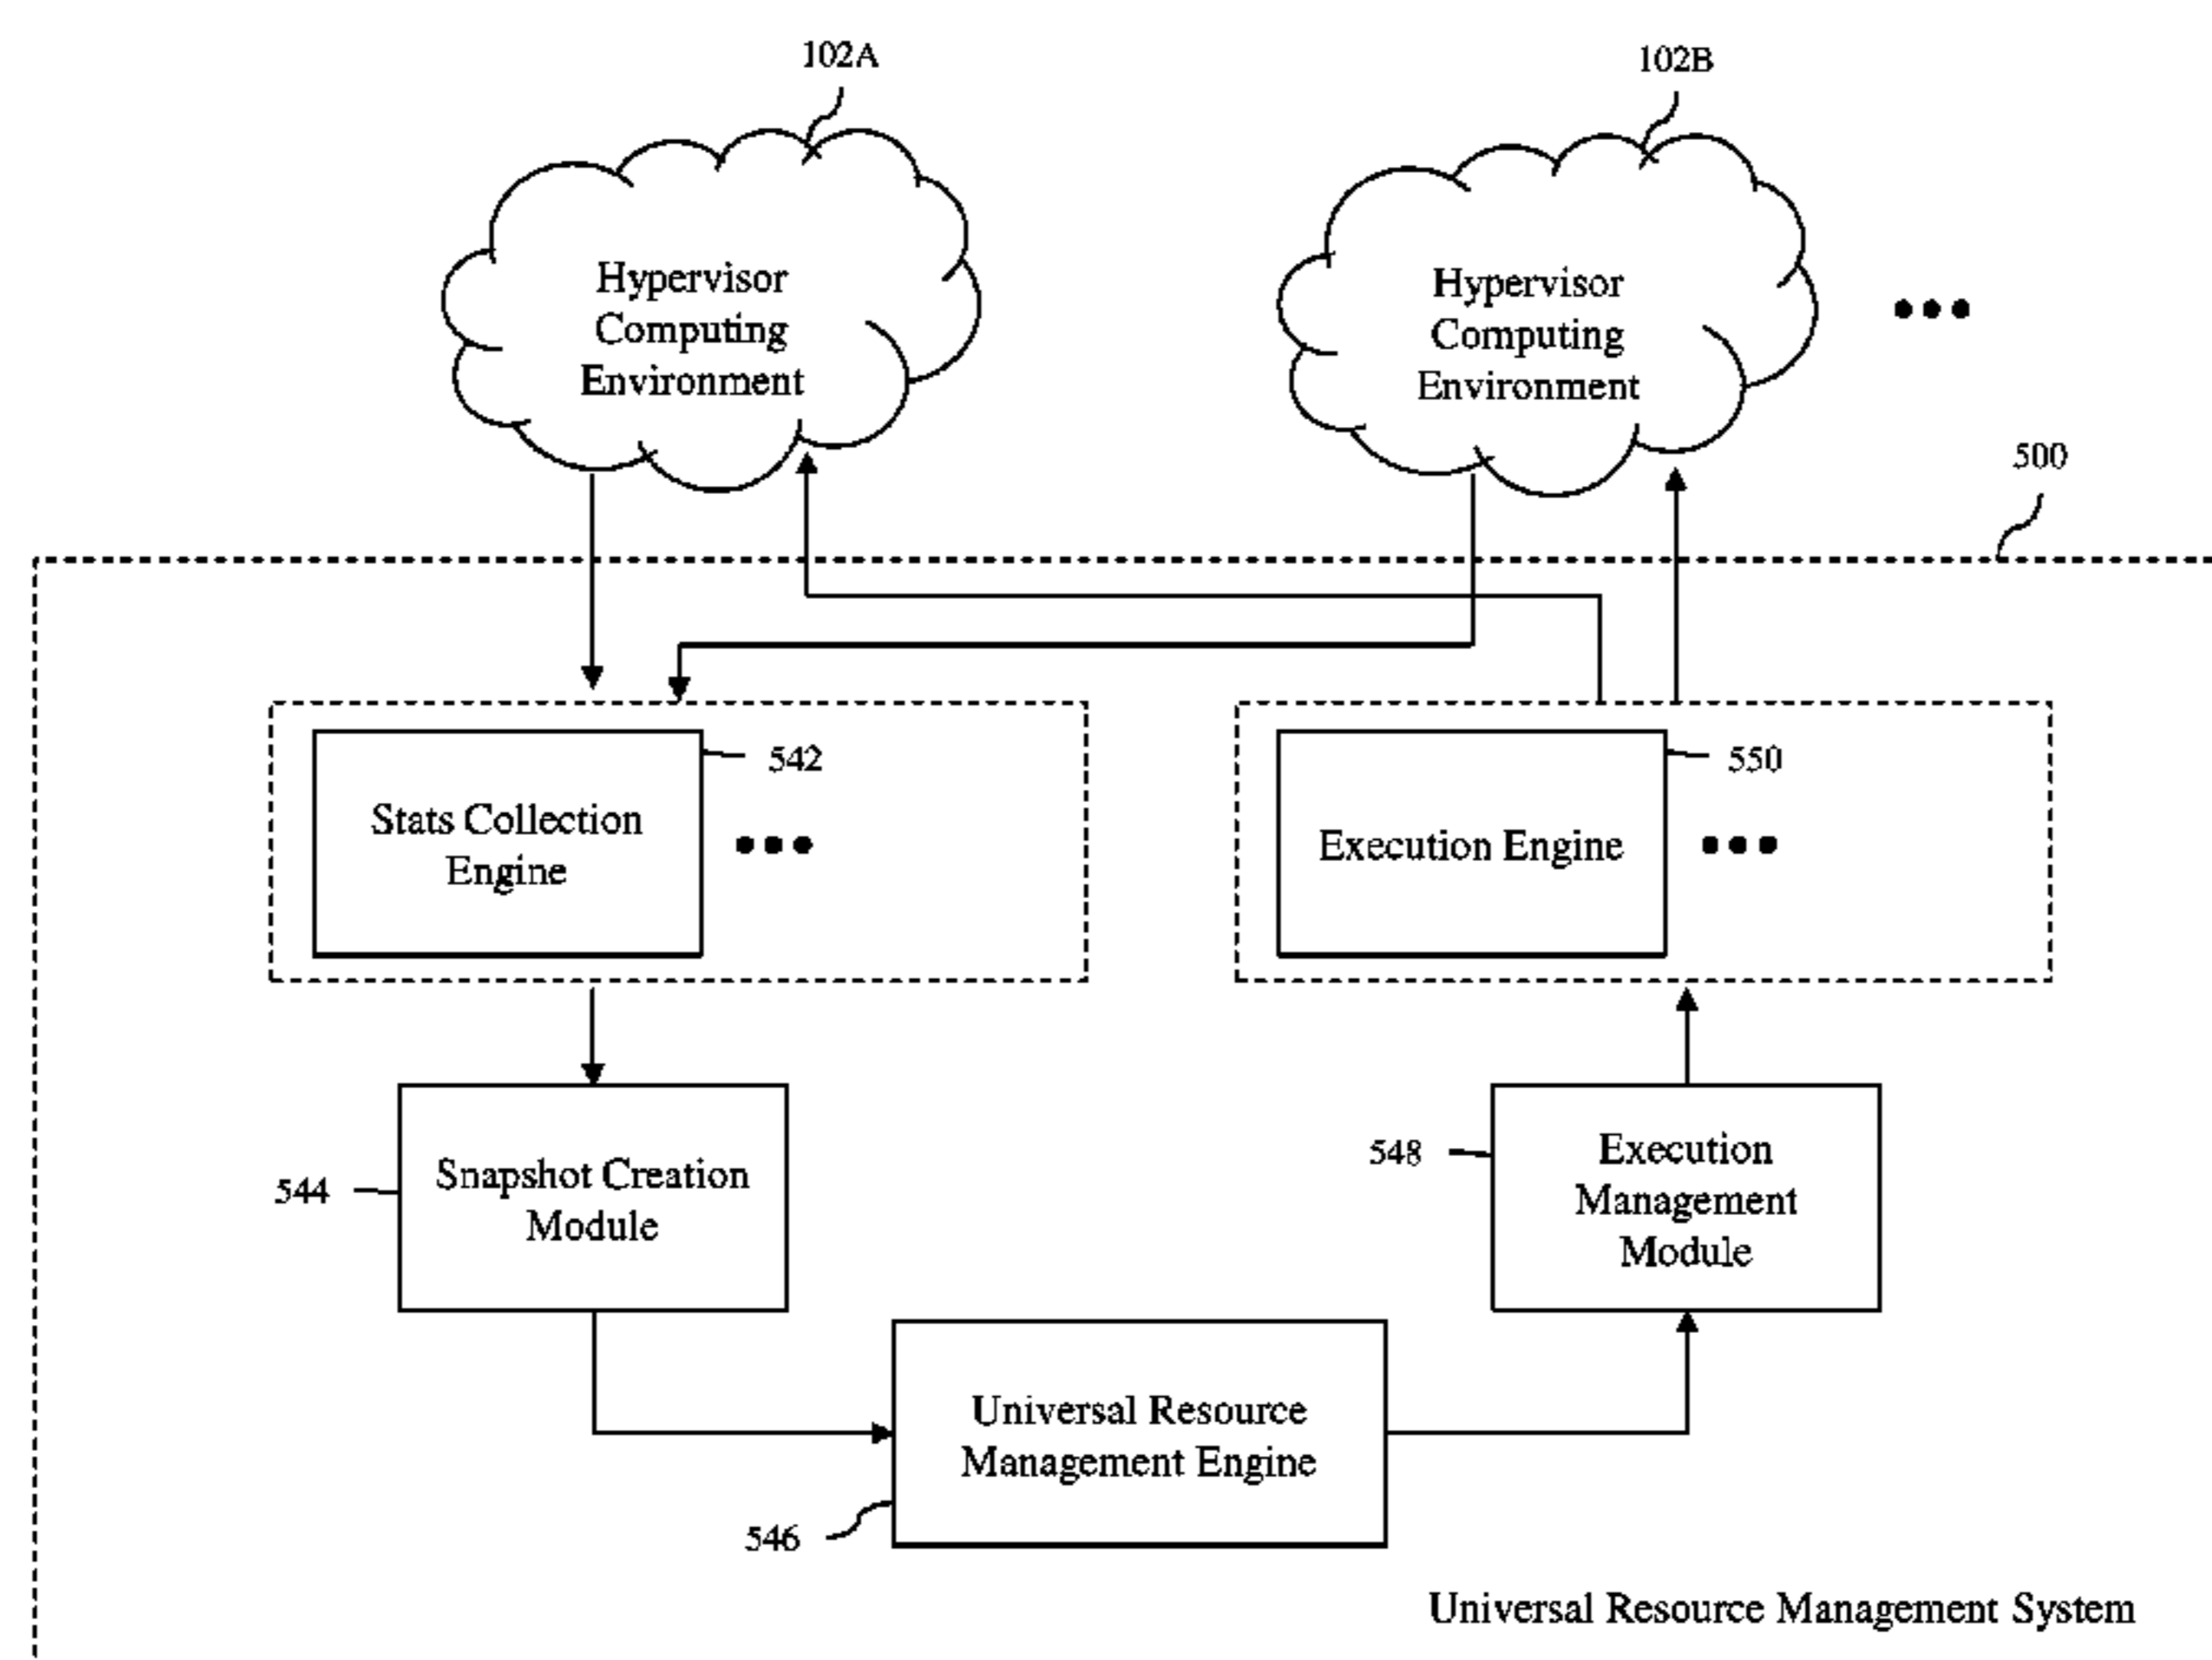 102A
102B
Hypervisor
Computing
Environment
Hypervisor
Computing
Environment
500
542
Stats Collection
Engine
550
Execution Engine
544
Snapshot Creation
Module
548
Execution
Management
Module
Universal Resource
Management Engine
546
Universal Resource Management System